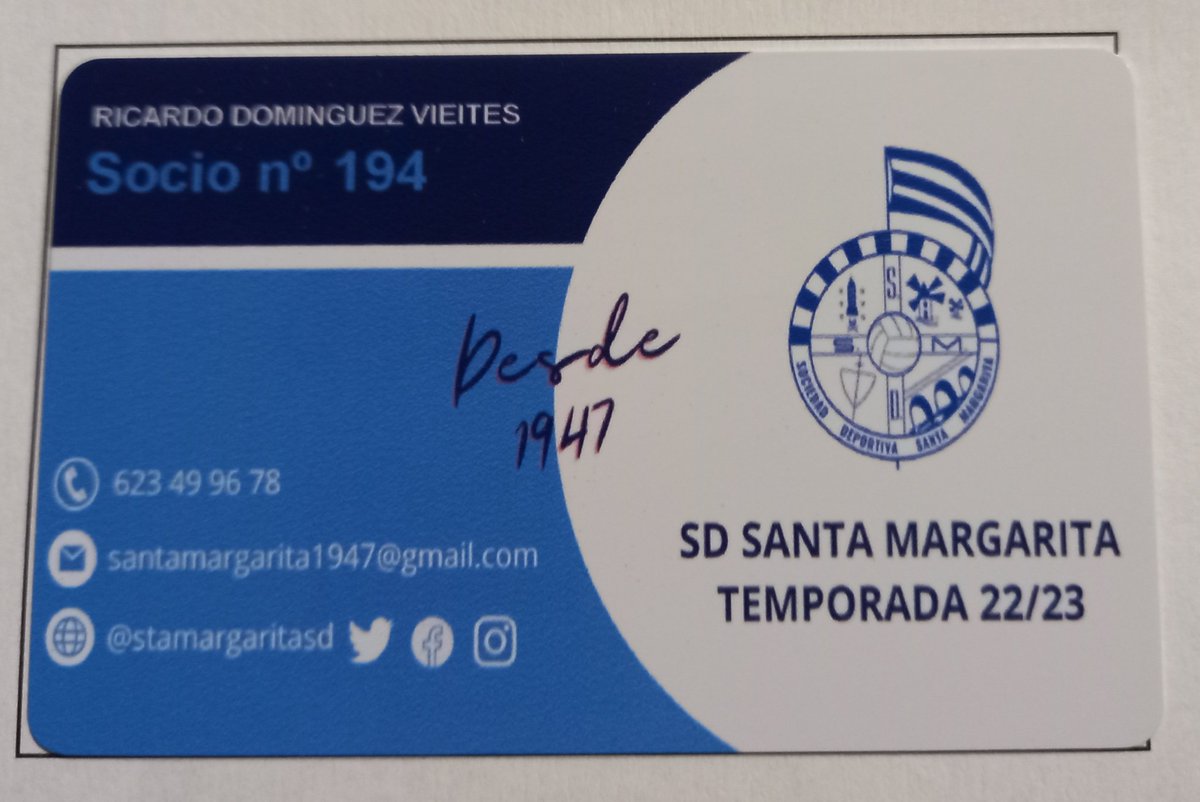 RICARDO DOMINGUEZ VIEITES
Socio nº 194
Desde
1947
623 49 96 78
santamargarita1947@gmail.com
@stamargaritasd
S.
S. M
D
SOCIEDAD DEPORTIVA SANTA MARGARITA
SD SANTA MARGARITA
TEMPORADA 22/23